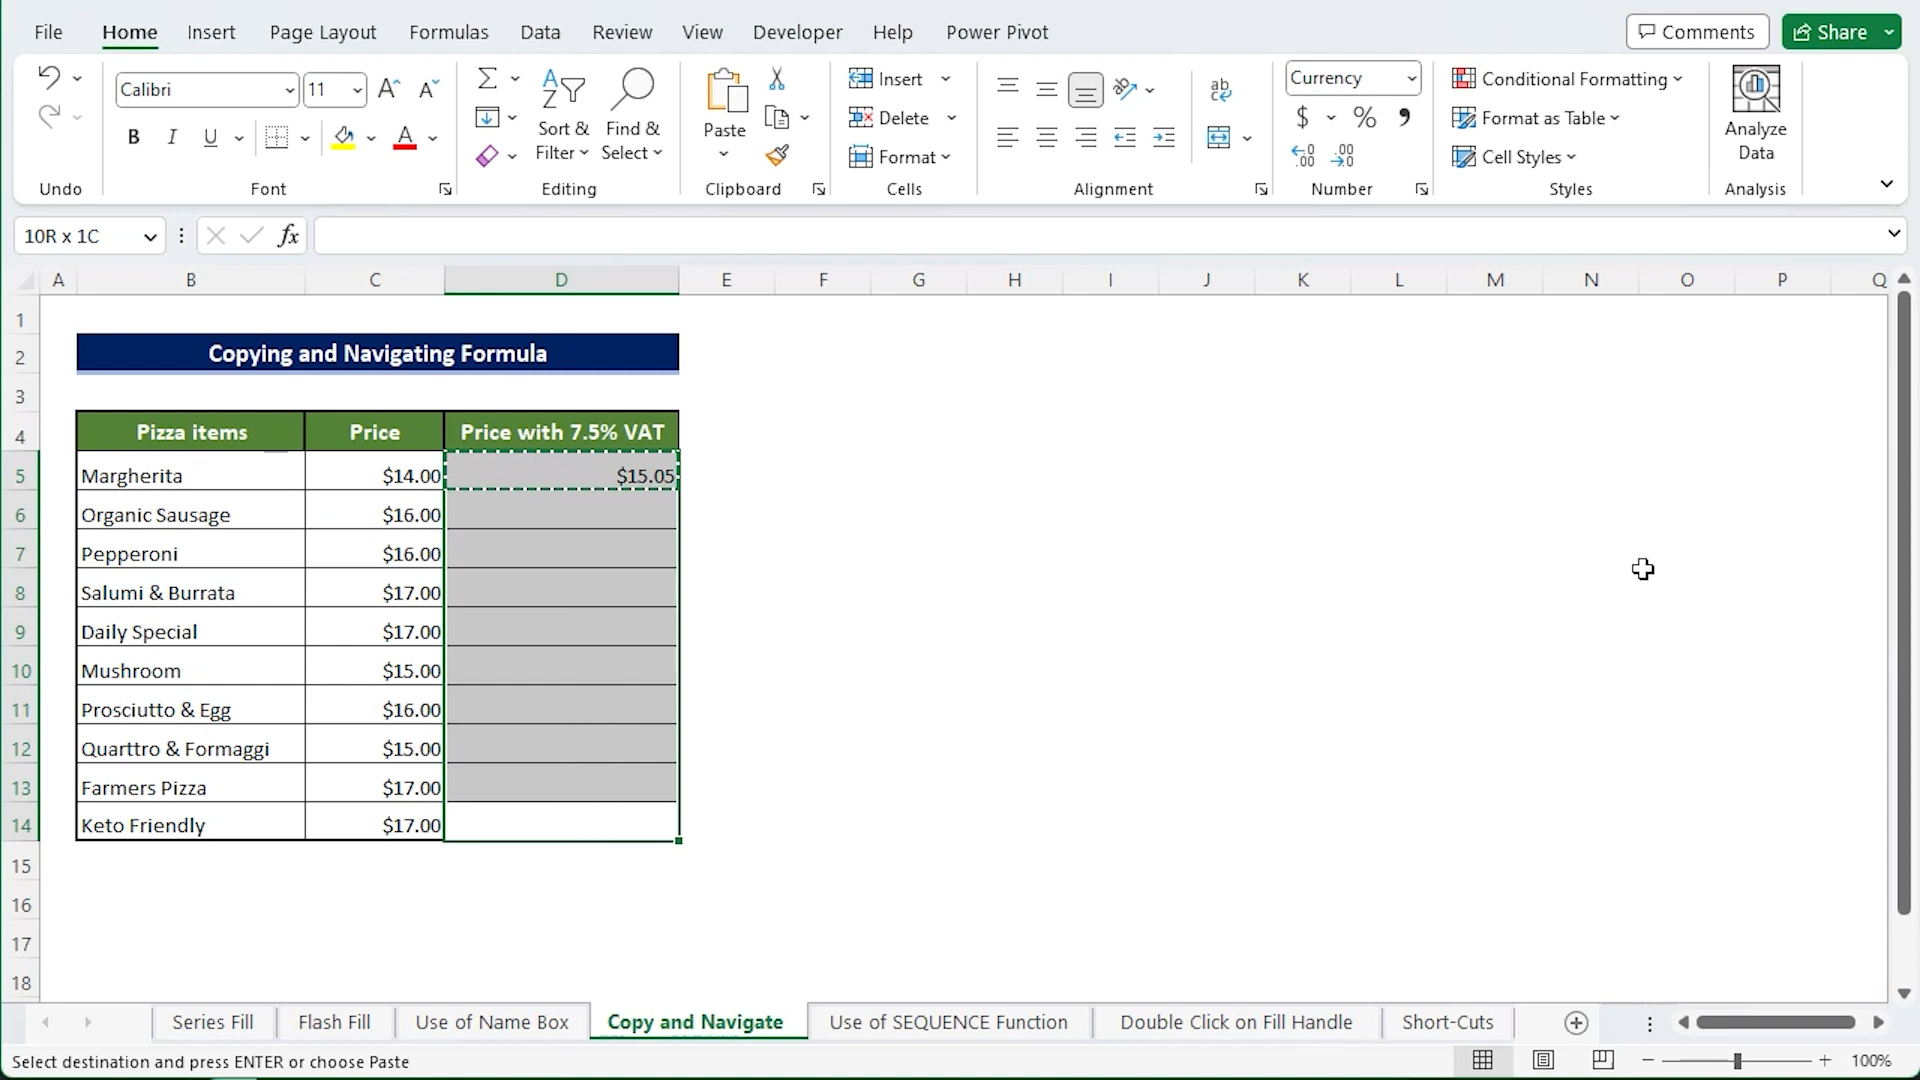 File Home Insert Page Layout Formulas Data Review View Developer Help Power Pivot Comments Share
Calibri 11 A A
B I U A
Undo
Font
Sort &
Filter
Find &
Select
Editing
Paste
Clipboard
Insert
Delete
Format
Cells
ab
Alignment
Currency
$ % 9
.00
.00
Number
Conditional Formatting
Format as Table
Cell Styles
Styles
Analyze
Data
Analysis
10R x 1C fx
A B C D E F G H I J K L M N O P Q
1
2 Copying and Navigating Formula
3
4 Pizza items Price Price with 7.5% VAT
5 Margherita $14.00 $15.05
6 Organic Sausage $16.00
7 Pepperoni $16.00
8 Salumi & Burrata $17.00
9 Daily Special $17.00
10 Mushroom $15.00
11 Prosciutto & Egg $16.00
12 Quarttro & Formaggi $15.00
13 Farmers Pizza $17.00
14 Keto Friendly $17.00
15
16
17
18
Series Fill Flash Fill Use of Name Box Copy and Navigate Use of SEQUENCE Function Double Click on Fill Handle Short-Cuts
Select destination and press ENTER or choose Paste 100%